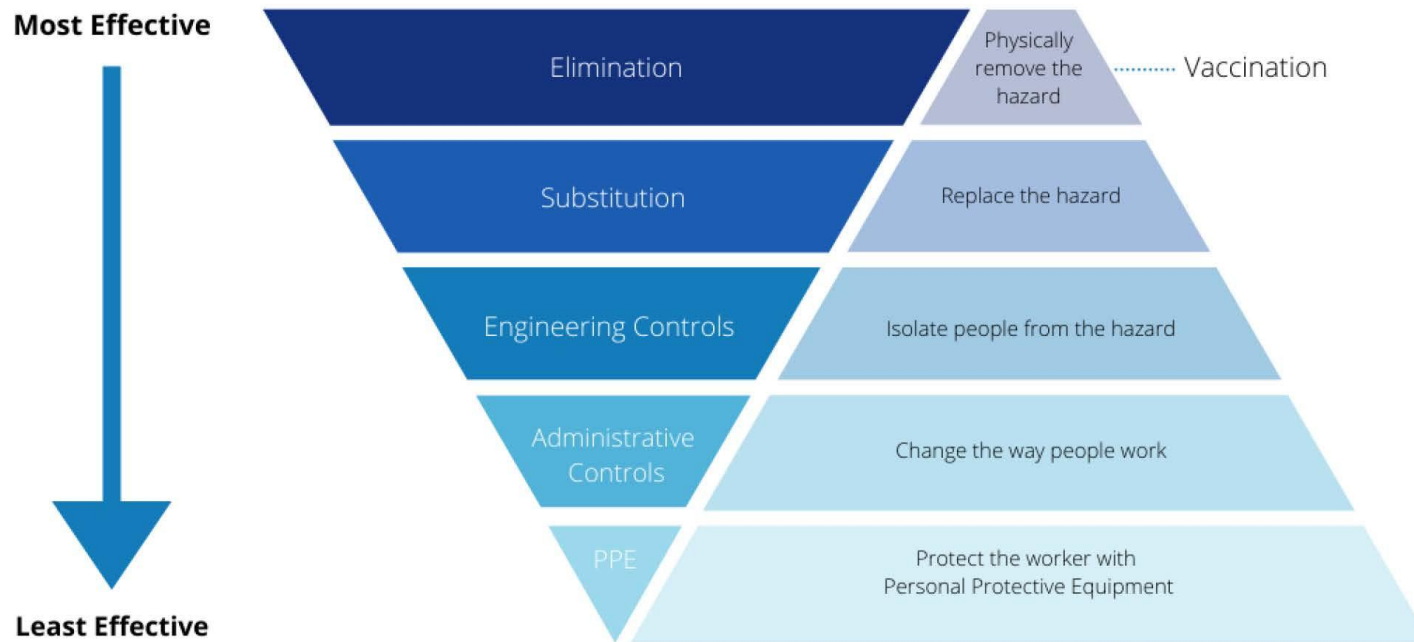 Most Effective
Elimination
Physically
remove the
hazard
Vaccination
Substitution
Replace the hazard
Engineering Controls
Isolate people from the hazard
Administrative
Controls
Change the way people work
PPE
Protect the worker with
Personal Protective Equipment
Least Effective